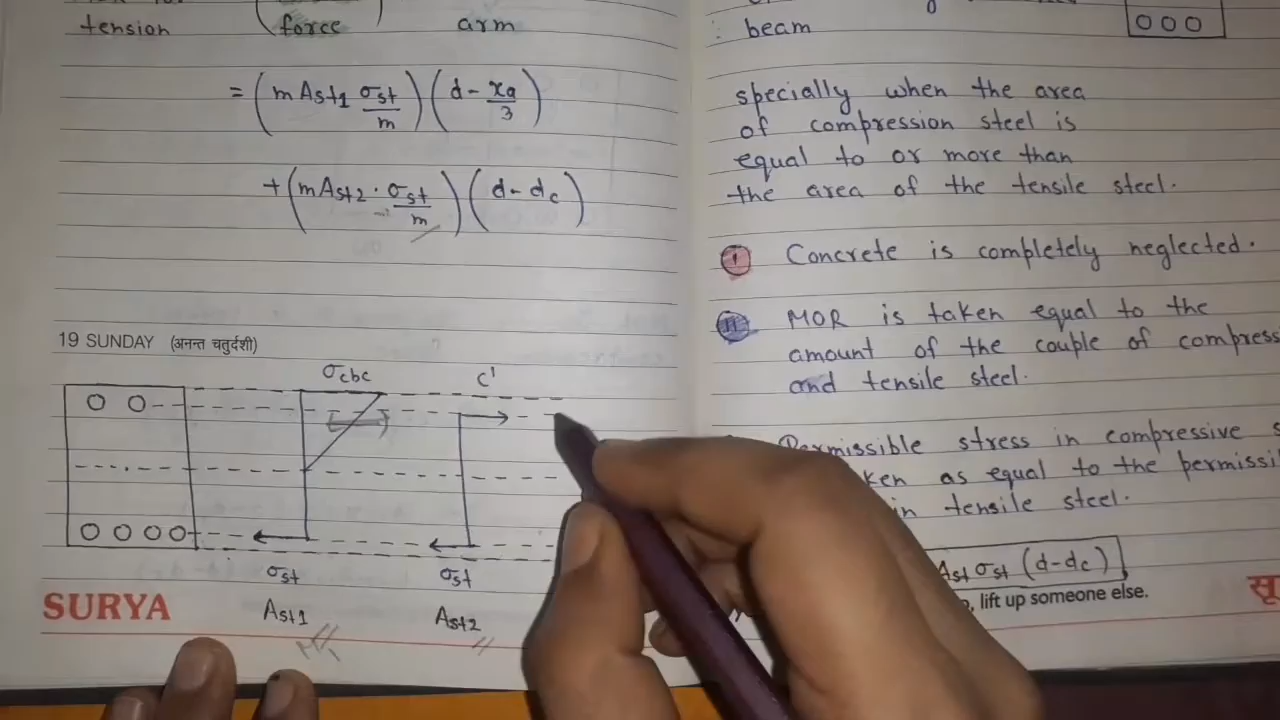 tension force arm
= (m Ast1 σst/m) (d - xa/3)
+ (m Ast2 · σst/m) (d - dc)
19 SUNDAY (अनन्त चतुर्दशी)
σcbc C'
σst σst
Ast1 Ast2
SURYA
beam
specially when the area
of compression steel is
equal to or more than
the area of the tensile steel.
I Concrete is completely neglected.
II MOR is taken equal to the
amount of the couple of compress
and tensile steel.
Permissible stress in compressive s
ken as equal to the permissi
in tensile steel.
Ast σst (d-dc)
, lift up someone else.